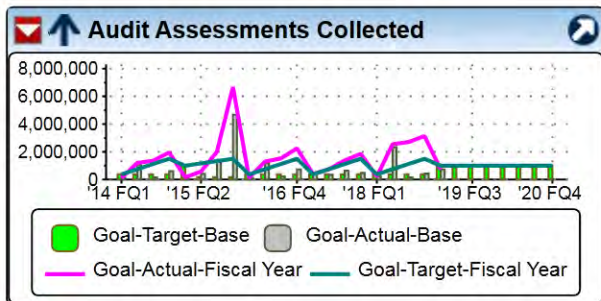 Audit Assessments Collected
8,000,000
6,000,000
4,000,000
2,000,000
0
'14 FQ1 '15 FQ2 '16 FQ4 '18 FQ1 '19 FQ3 '20 FQ4
Goal-Target-Base Goal-Actual-Base
Goal-Actual-Fiscal Year Goal-Target-Fiscal Year